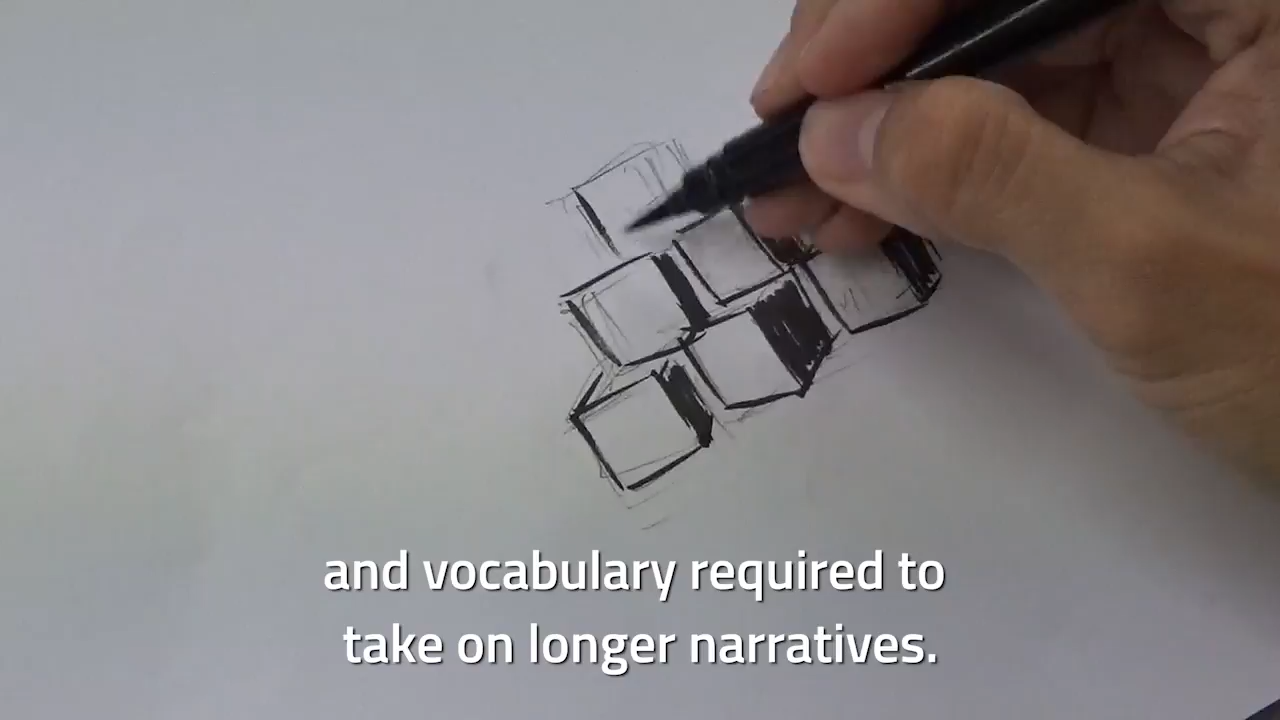 and vocabulary required to
take on longer narratives.